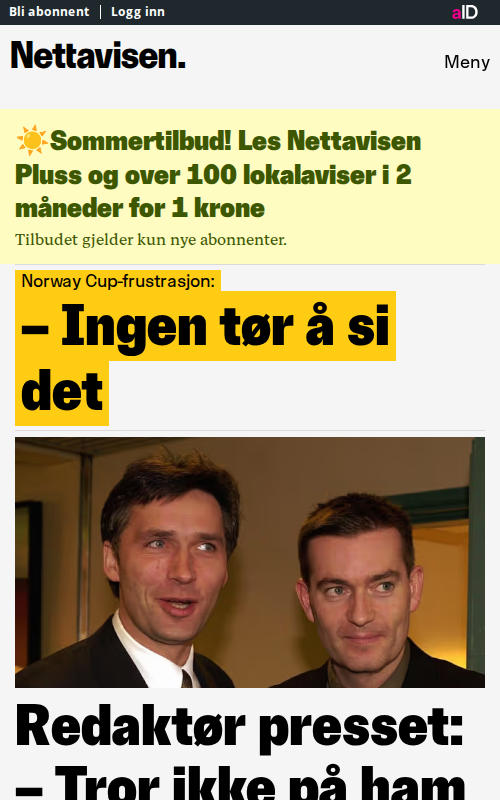 Bli abonnent | Logg inn
aID
Nettavisen.
Meny
☀️Sommertilbud! Les Nettavisen
Pluss og over 100 lokalaviser i 2
måneder for 1 krone
Tilbudet gjelder kun nye abonnenter.
Norway Cup-frustrasjon:
– Ingen tør å si
det
Redaktør presset:
– Tror ikke på ham